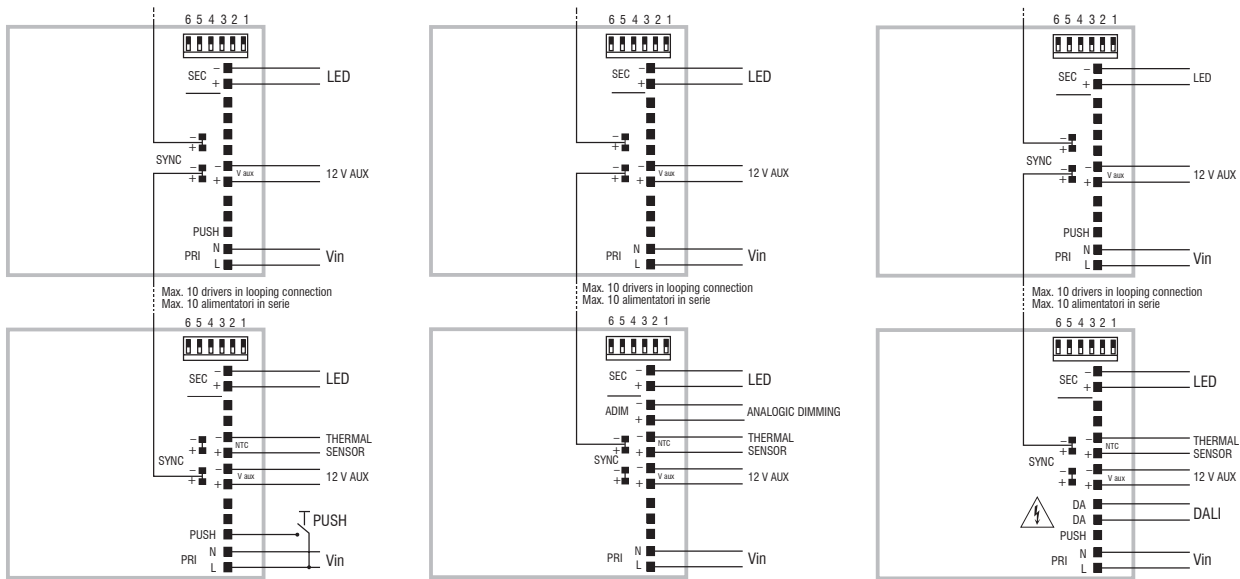 6 5 4 3 2 1
SEC
−
+
LED
−
+
SYNC
−
+
−
V aux
+
12 V AUX
PUSH
PRI
N
L
Vin
Max. 10 drivers in looping connection
Max. 10 alimentatori in serie
6 5 4 3 2 1
SEC
−
+
LED
−
+
SYNC
−
+
−
NTC
+
THERMAL
SENSOR
−
V aux
+
12 V AUX
PUSH
PUSH
PRI
N
L
Vin
6 5 4 3 2 1
SEC
−
+
LED
−
+
−
+
−
V aux
+
12 V AUX
PRI
N
L
Vin
Max. 10 drivers in looping connection
Max. 10 alimentatori in serie
6 5 4 3 2 1
SEC
−
+
LED
ADIM
−
+
ANALOGIC DIMMING
−
+
SYNC
−
+
−
NTC
+
THERMAL
SENSOR
−
V aux
+
12 V AUX
PRI
N
L
Vin
6 5 4 3 2 1
SEC
−
+
LED
−
+
SYNC
−
+
−
V aux
+
12 V AUX
PUSH
PRI
N
L
Vin
Max. 10 drivers in looping connection
Max. 10 alimentatori in serie
6 5 4 3 2 1
SEC
−
+
LED
−
+
SYNC
−
+
−
NTC
+
THERMAL
SENSOR
−
V aux
+
12 V AUX
DA
DA
DALI
PUSH
PRI
N
L
Vin